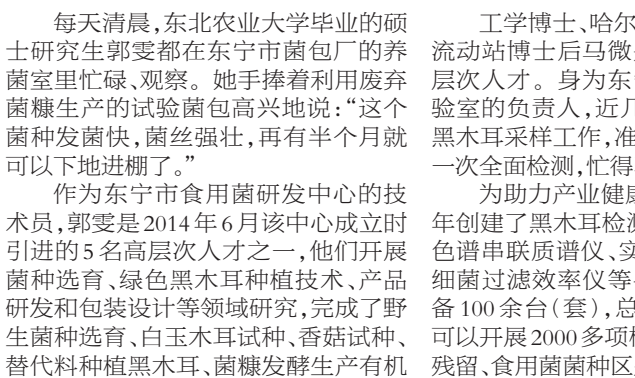 每天清晨,东北农业大学毕业的硕
士研究生郭雯都在东宁市菌包厂的养
菌室里忙碌、观察。她手捧着利用废弃
菌糠生产的试验菌包高兴地说:“这个
菌种发菌快,菌丝强壮,再有半个月就
可以下地进棚了。”
作为东宁市食用菌研发中心的技
术员,郭雯是2014年6月该中心成立时
引进的5名高层次人才之一,他们开展
菌种选育、绿色黑木耳种植技术、产品
研发和包装设计等领域研究,完成了野
生菌种选育、白玉木耳试种、香菇试种、
替代料种植黑木耳、菌糠发酵生产有机
工学博士、哈尔
流动站博士后马微
层次人才。身为东
验室的负责人,近几
黑木耳采样工作,准
一次全面检测,忙得
为助力产业健康
年创建了黑木耳检测
色谱串联质谱仪、实
细菌过滤效率仪等
备100余台(套),总
可以开展2000多项检
残留、食用菌菌种区